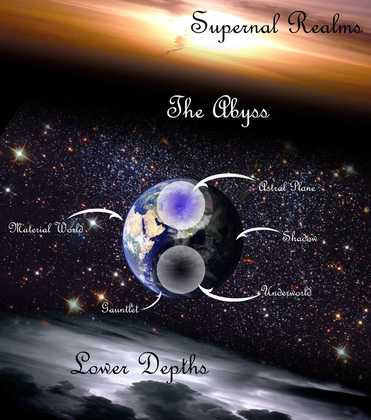 Supernal Realms
The Abyss
Astral Plane
Material World
Shadow
Underworld
Gauntlet
Lower Depths